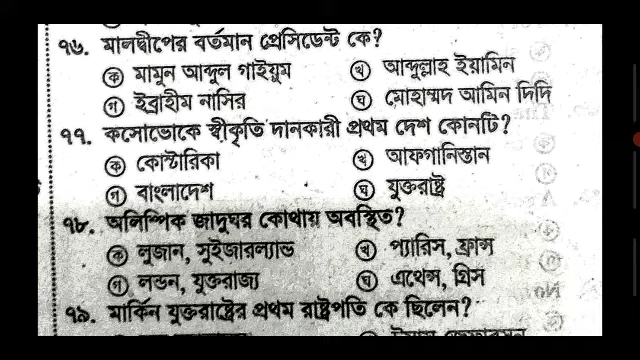 ৭৬. মালদ্বীপের বর্তমান প্রেসিডেন্ট কে?
ক মামুন আব্দুল গাইয়ুম খ আব্দুল্লাহ ইয়ামিন
গ ইব্রাহীম নাসির ঘ মোহাম্মদ আমিন দিদি
৭৭. কসোভোকে স্বীকৃতি দানকারী প্রথম দেশ কোনটি?
ক কোস্টারিকা খ আফগানিস্তান
গ বাংলাদেশ ঘ যুক্তরাষ্ট্র
৭৮. অলিম্পিক জাদুঘর কোথায় অবস্থিত?
ক লুজান, সুইজারল্যান্ড খ প্যারিস, ফ্রান্স
গ লন্ডন, যুক্তরাজ্য ঘ এথেন্স, গ্রিস
৭৯. মার্কিন যুক্তরাষ্ট্রের প্রথম রাষ্ট্রপতি কে ছিলেন?